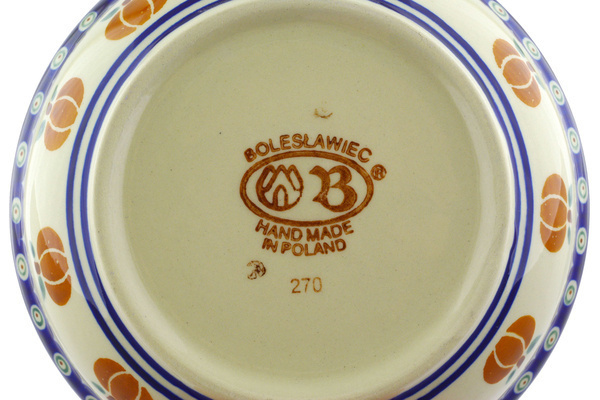 BOLESLAWIEC
B ®
HAND MADE
IN POLAND
270